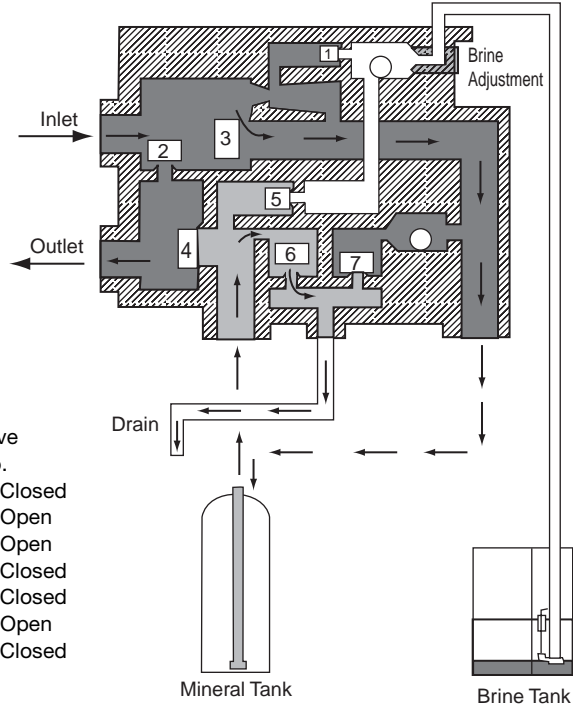 1
Brine
Adjustment
Inlet
3
2
5
Outlet
4
6
7
Drain
Closed
Open
Open
Closed
Closed
Open
Closed
Mineral Tank
Brine Tank